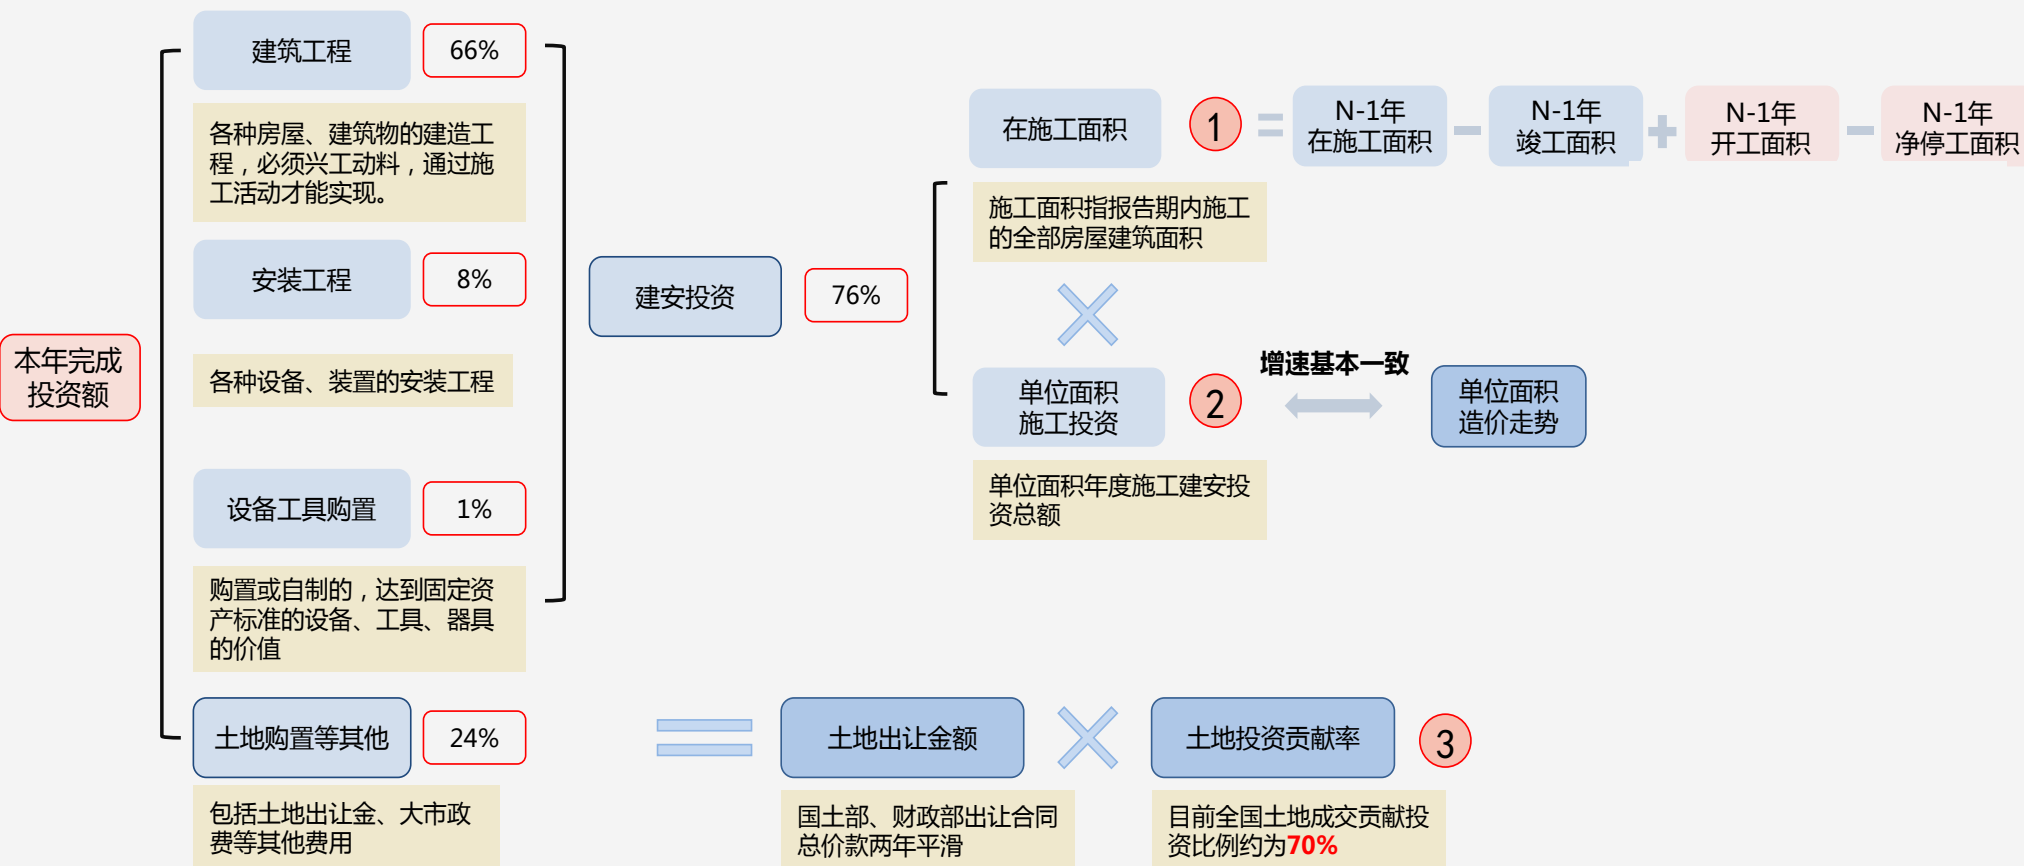 本年完成
投资额
建筑工程
66%
各种房屋、建筑物的建造工
程，必须兴工动料，通过施
工活动才能实现。
安装工程
8%
各种设备、装置的安装工程
设备工具购置
1%
购置或自制的，达到固定资
产标准的设备、工具、器具
的价值
土地购置等其他
24%
包括土地出让金、大市政
费等其他费用
建安投资
76%
在施工面积
1
=
N-1年
在施工面积
－
N-1年
竣工面积
+
N-1年
开工面积
－
N-1年
净停工面积
施工面积指报告期内施工
的全部房屋建筑面积
×
单位面积
施工投资
2
增速基本一致
单位面积
造价走势
单位面积年度施工建安投
资总额
=
土地出让金额
×
土地投资贡献率
3
国土部、财政部出让合同
总价款两年平滑
目前全国土地成交贡献投
资比例约为70%